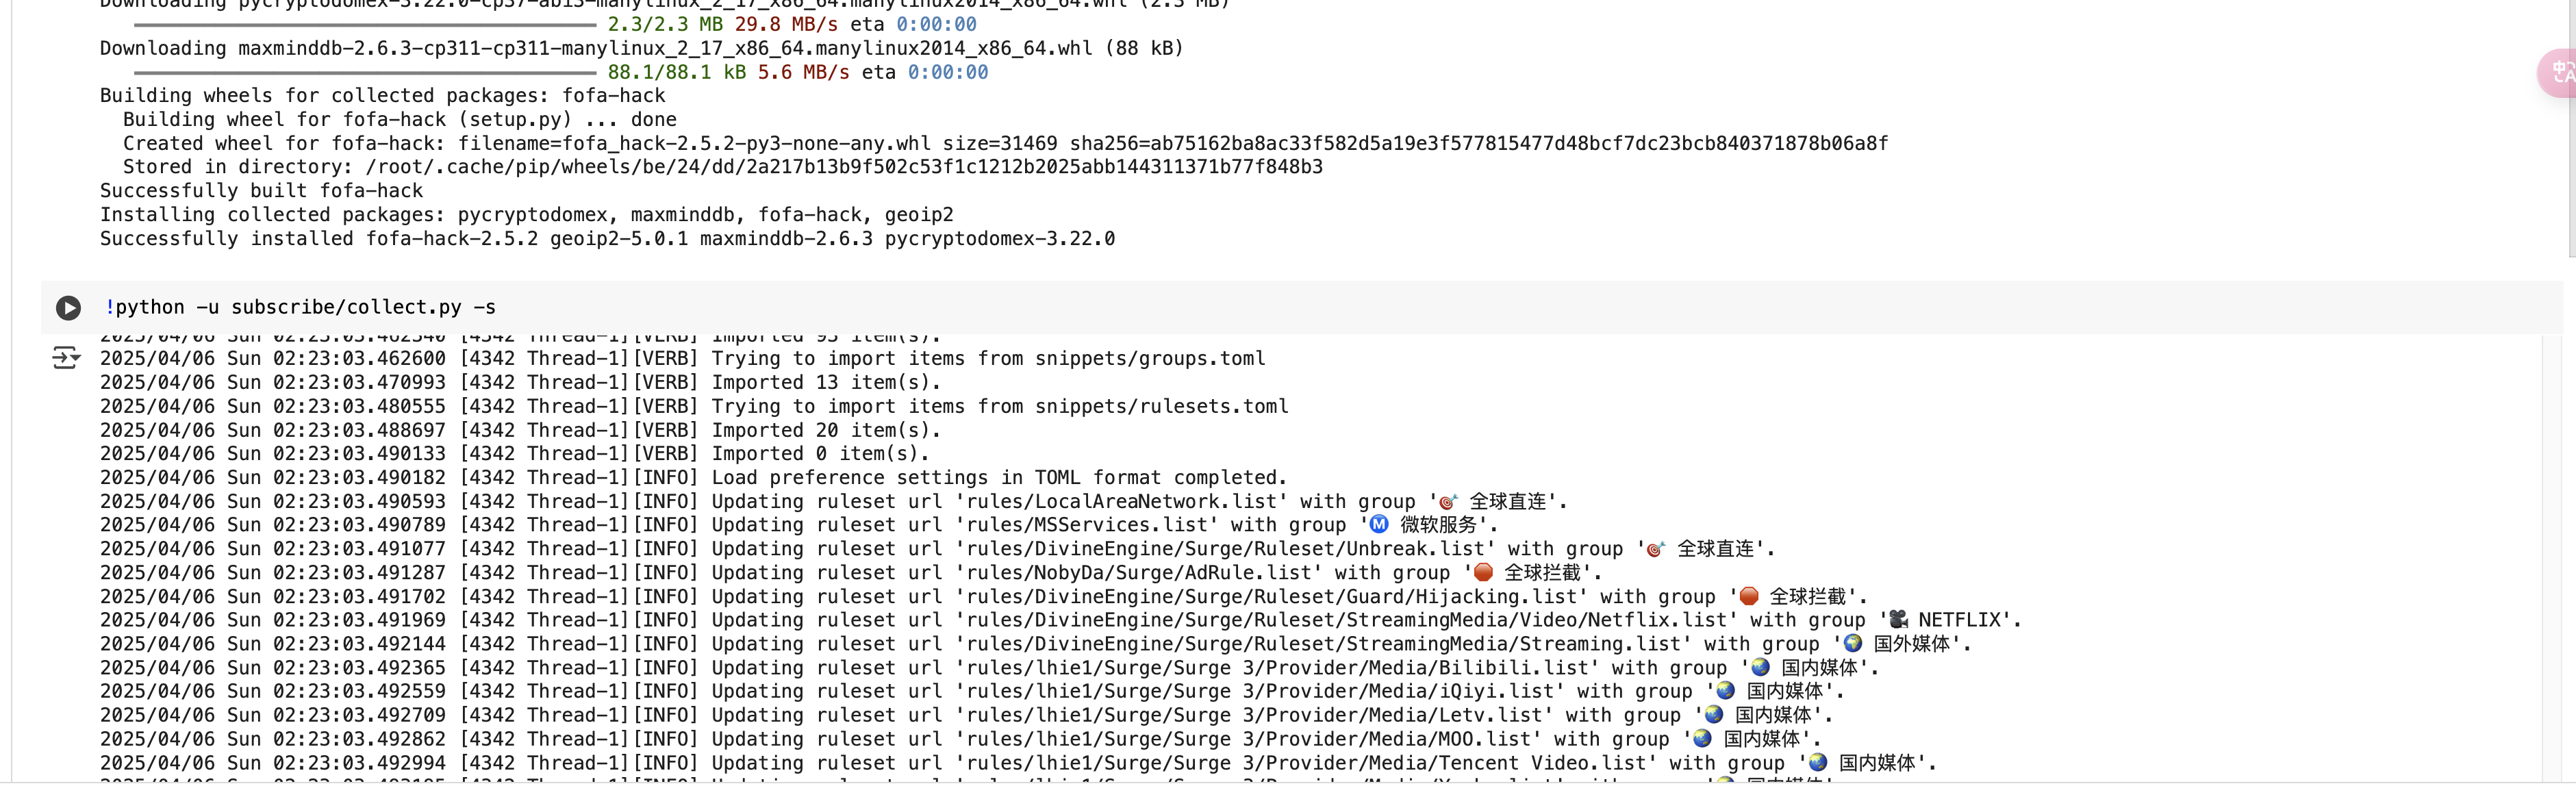 Downloading pycryptodomex-3.22.0-cp37-abi3-manylinux_2_17_x86_64.manylinux2014_x86_64.whl (2.3 MB)
2.3/2.3 MB 29.8 MB/s eta 0:00:00
Downloading maxminddb-2.6.3-cp311-cp311-manylinux_2_17_x86_64.manylinux2014_x86_64.whl (88 kB)
88.1/88.1 kB 5.6 MB/s eta 0:00:00
Building wheels for collected packages: fofa-hack
Building wheel for fofa-hack (setup.py) ... done
Created wheel for fofa-hack: filename=fofa_hack-2.5.2-py3-none-any.whl size=31469 sha256=ab75162ba8ac33f582d5a19e3f577815477d48bcf7dc23bcb840371878b06a8f
Stored in directory: /root/.cache/pip/wheels/be/24/dd/2a217b13b9f502c53f1c1212b2025abb144311371b77f848b3
Successfully built fofa-hack
Installing collected packages: pycryptodomex, maxminddb, fofa-hack, geoip2
Successfully installed fofa-hack-2.5.2 geoip2-5.0.1 maxminddb-2.6.3 pycryptodomex-3.22.0
!python -u subscribe/collect.py -s
2025/04/06 Sun 02:23:03.462340 [4342 Thread-1][VERB] Imported 93 item(s).
2025/04/06 Sun 02:23:03.462600 [4342 Thread-1][VERB] Trying to import items from snippets/groups.toml
2025/04/06 Sun 02:23:03.470993 [4342 Thread-1][VERB] Imported 13 item(s).
2025/04/06 Sun 02:23:03.480555 [4342 Thread-1][VERB] Trying to import items from snippets/rulesets.toml
2025/04/06 Sun 02:23:03.488697 [4342 Thread-1][VERB] Imported 20 item(s).
2025/04/06 Sun 02:23:03.490133 [4342 Thread-1][VERB] Imported 0 item(s).
2025/04/06 Sun 02:23:03.490182 [4342 Thread-1][INFO] Load preference settings in TOML format completed.
2025/04/06 Sun 02:23:03.490593 [4342 Thread-1][INFO] Updating ruleset url 'rules/LocalAreaNetwork.list' with group '🎯 全球直连'.
2025/04/06 Sun 02:23:03.490789 [4342 Thread-1][INFO] Updating ruleset url 'rules/MSServices.list' with group 'Ⓜ️ 微软服务'.
2025/04/06 Sun 02:23:03.491077 [4342 Thread-1][INFO] Updating ruleset url 'rules/DivineEngine/Surge/Ruleset/Unbreak.list' with group '🎯 全球直连'.
2025/04/06 Sun 02:23:03.491287 [4342 Thread-1][INFO] Updating ruleset url 'rules/NobyDa/Surge/AdRule.list' with group '🛑 全球拦截'.
2025/04/06 Sun 02:23:03.491702 [4342 Thread-1][INFO] Updating ruleset url 'rules/DivineEngine/Surge/Ruleset/Guard/Hijacking.list' with group '🛑 全球拦截'.
2025/04/06 Sun 02:23:03.491969 [4342 Thread-1][INFO] Updating ruleset url 'rules/DivineEngine/Surge/Ruleset/StreamingMedia/Video/Netflix.list' with group '🎥 NETFLIX'.
2025/04/06 Sun 02:23:03.492144 [4342 Thread-1][INFO] Updating ruleset url 'rules/DivineEngine/Surge/Ruleset/StreamingMedia/Streaming.list' with group '🌍 国外媒体'.
2025/04/06 Sun 02:23:03.492365 [4342 Thread-1][INFO] Updating ruleset url 'rules/lhie1/Surge/Surge 3/Provider/Media/Bilibili.list' with group '🌏 国内媒体'.
2025/04/06 Sun 02:23:03.492559 [4342 Thread-1][INFO] Updating ruleset url 'rules/lhie1/Surge/Surge 3/Provider/Media/iQiyi.list' with group '🌏 国内媒体'.
2025/04/06 Sun 02:23:03.492709 [4342 Thread-1][INFO] Updating ruleset url 'rules/lhie1/Surge/Surge 3/Provider/Media/Letv.list' with group '🌏 国内媒体'.
2025/04/06 Sun 02:23:03.492862 [4342 Thread-1][INFO] Updating ruleset url 'rules/lhie1/Surge/Surge 3/Provider/Media/MOO.list' with group '🌏 国内媒体'.
2025/04/06 Sun 02:23:03.492994 [4342 Thread-1][INFO] Updating ruleset url 'rules/lhie1/Surge/Surge 3/Provider/Media/Tencent Video.list' with group '🌏 国内媒体'.